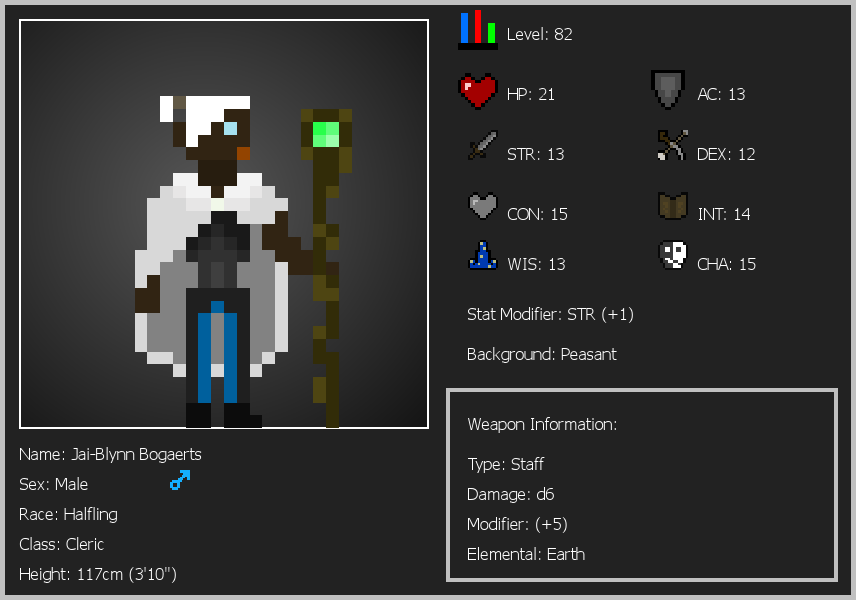 Level: 82
HP: 21
AC: 13
STR: 13
DEX: 12
CON: 15
INT: 14
WIS: 13
CHA: 15
Stat Modifier: STR (+1)
Background: Peasant
Weapon Information:
Type: Staff
Damage: d6
Modifier: (+5)
Elemental: Earth
Name: Jai-Blynn Bogaerts
Sex: Male
Race: Halfling
Class: Cleric
Height: 117cm (3'10")